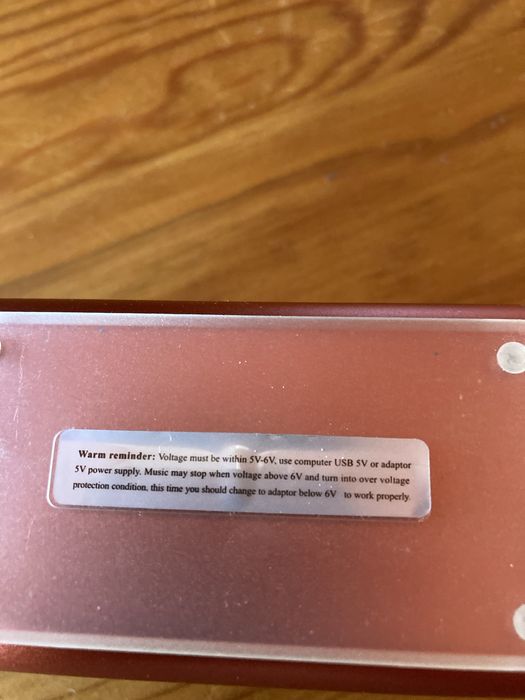 Warm reminder: Voltage must be within 5V-6V, use computer USB 5V or adaptor
5V power supply. Music may stop when voltage above 6V and turn into over voltage
protection condition, this time you should change to adaptor below 6V to work properly.